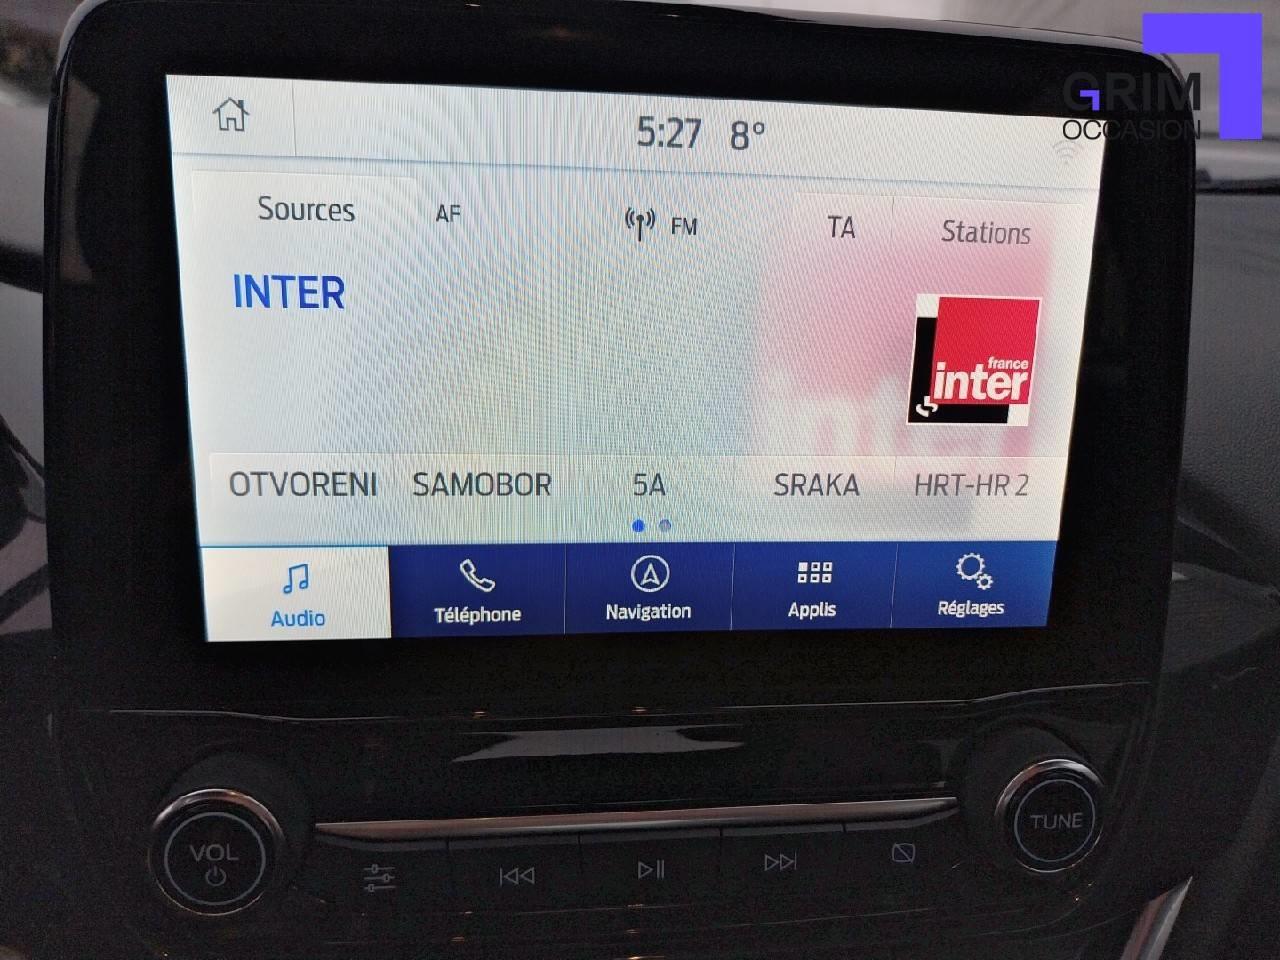 GRIM
OCCASION
5:27 8°
Sources AF FM TA Stations
INTER
france
inter
OTVORENI SAMOBOR 5A SRAKA HRT-HR 2
Audio Téléphone Navigation Applis Réglages
VOL
TUNE